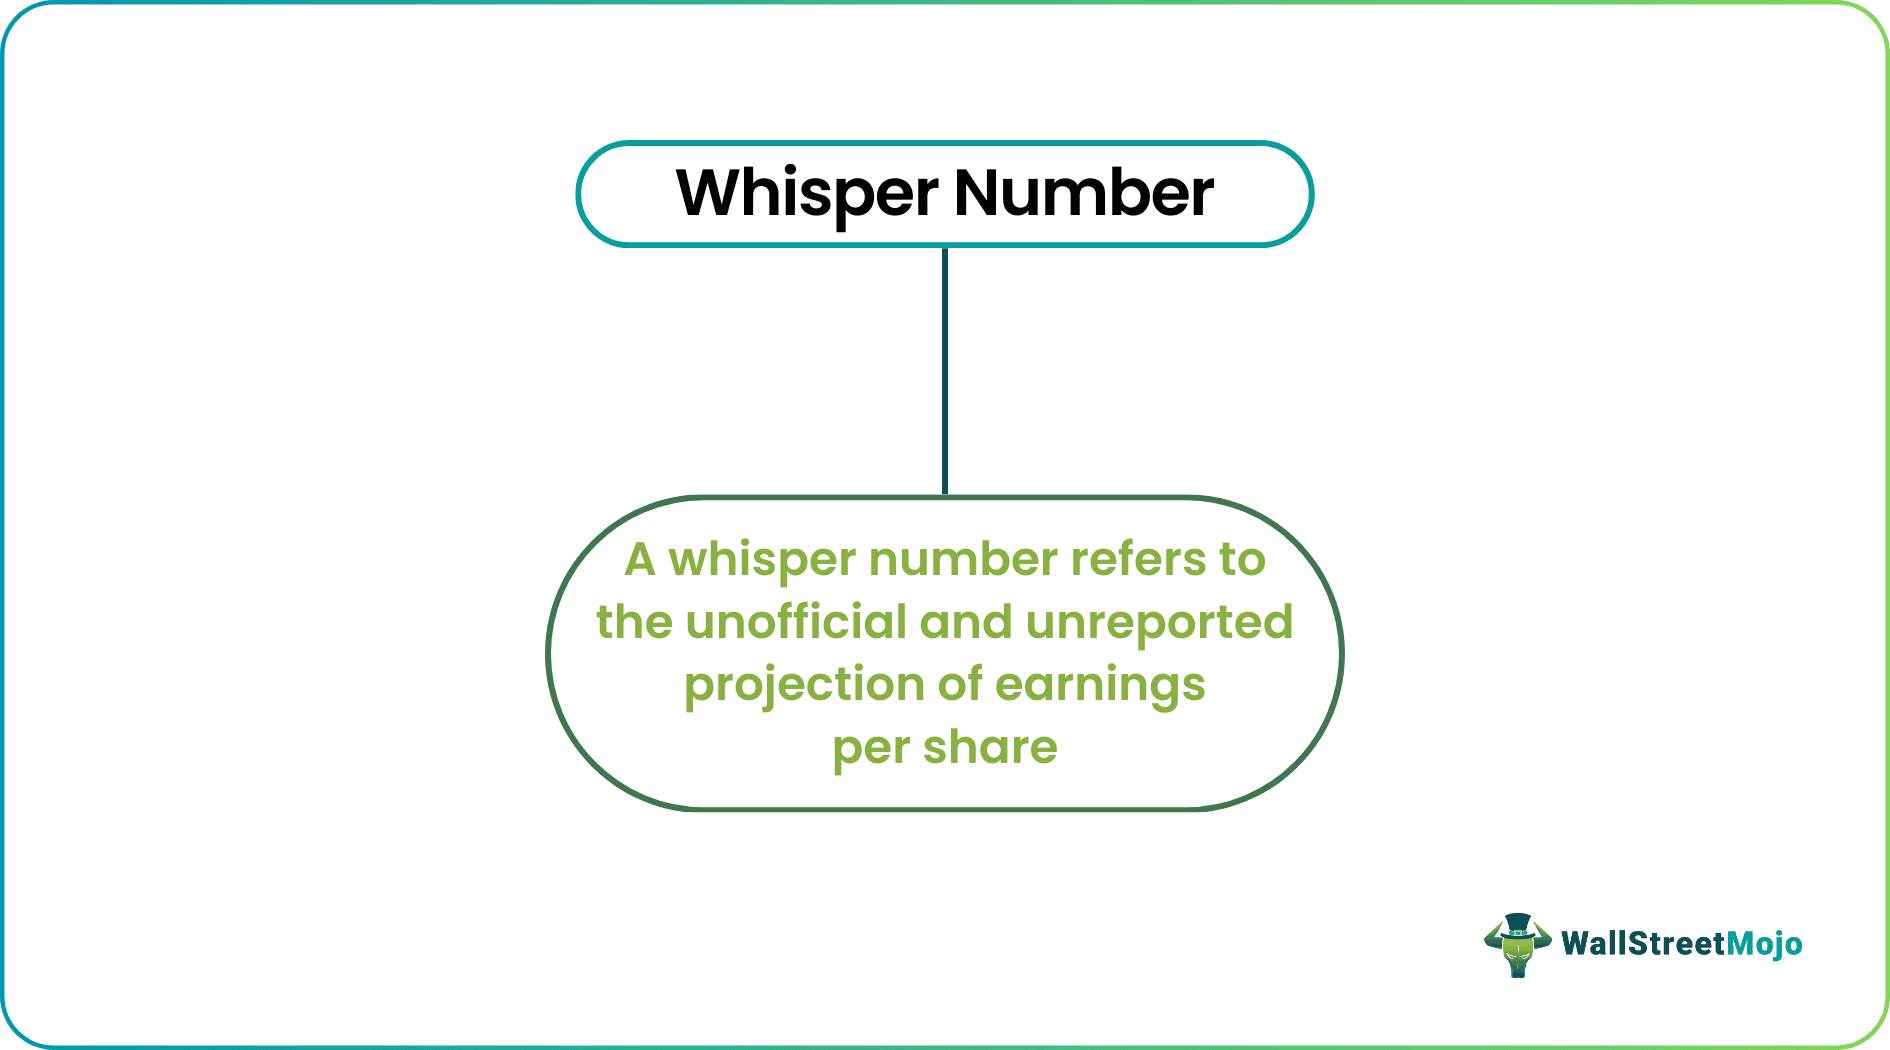 Whisper Number
A whisper number refers to
the unofficial and unreported
projection of earnings
per share
WallStreetMojo